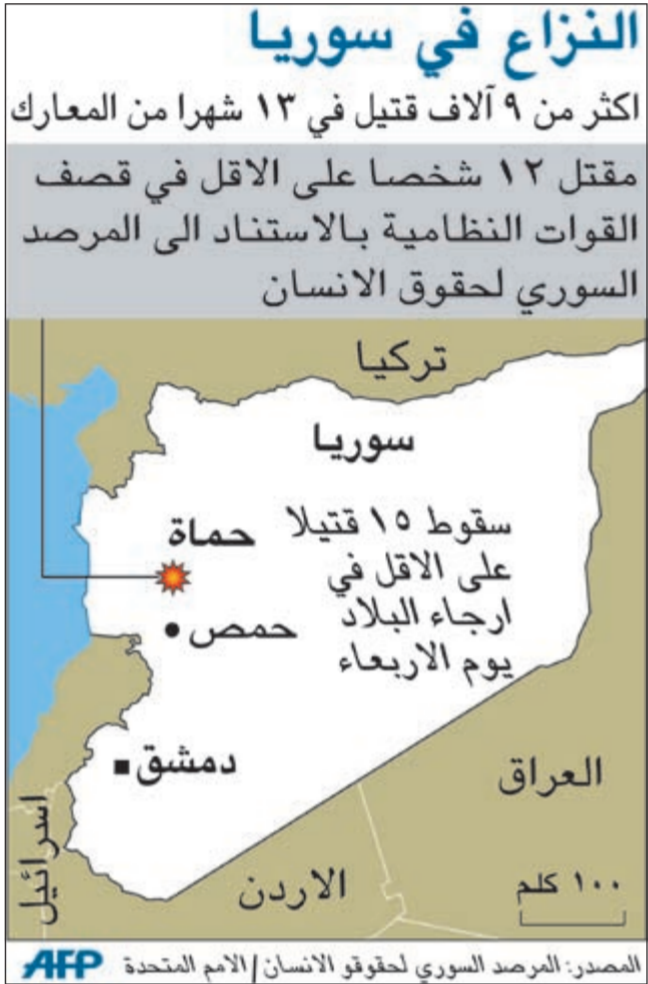 النزاع في سوريا
اكثر من ٩ آلاف قتيل في ١٣ شهرا من المعارك
مقتل ١٢ شخصا على الاقل في قصف
القوات النظامية بالاستناد الى المرصد
السوري لحقوق الانسان
تركيا
سوريا
سقوط ١٥ قتيلا
على الاقل في
ارجاء البلاد
يوم الاربعاء
حماة
حمص
دمشق
العراق
اسرائيل
الاردن
١٠٠ كلم
المصدر: المرصد السوري لحقوقو الانسان / الامم المتحدة
AFP